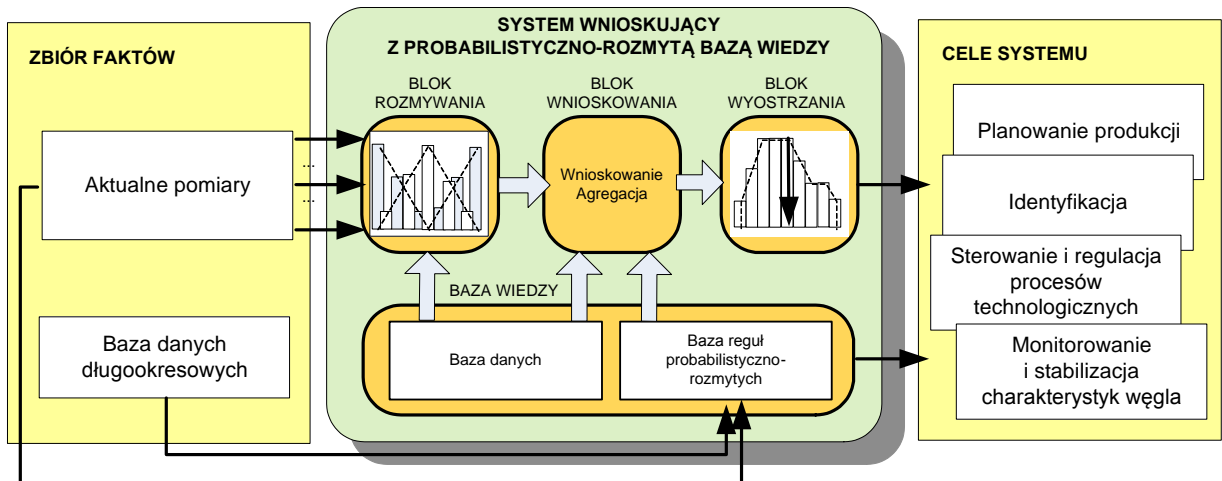 ZBIÓR FAKTÓW
Aktualne pomiary
...
...
Baza danych
długookresowych
SYSTEM WNIOSKUJĄCY
Z PROBABILISTYCZNO-ROZMYTĄ BAZĄ WIEDZY
BLOK
ROZMYWANIA
BLOK
WNIOSKOWANIA
Wnioskowanie
Agregacja
BLOK
WYOSTRZANIA
BAZA WIEDZY
Baza danych
Baza reguł
probabilistyczno-
rozmytych
CELE SYSTEMU
Planowanie produkcji
Identyfikacja
Sterowanie i regulacja
procesów
technologicznych
Monitorowanie
i stabilizacja
charakterystyk węgla